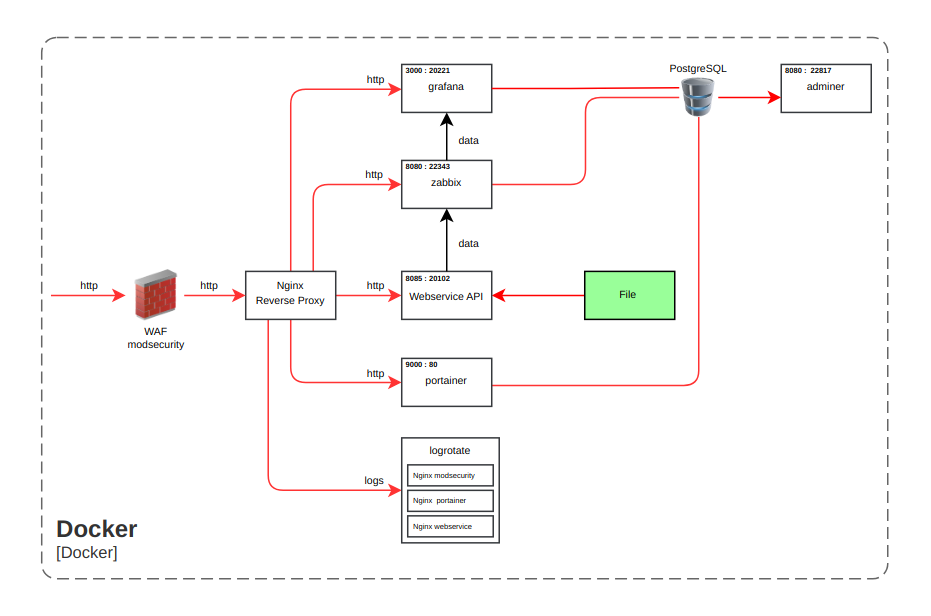 PostgreSQL
3000 : 20221
grafana
8080 : 22817
adminer
http
data
8080 : 22343
zabbix
http
data
http
WAF
modsecurity
http
Nginx
Reverse Proxy
http
8085 : 20102
Webservice API
File
http
9000 : 80
portainer
logs
logrotate
Nginx modsecurity
Nginx portainer
Nginx webservice
Docker
[Docker]